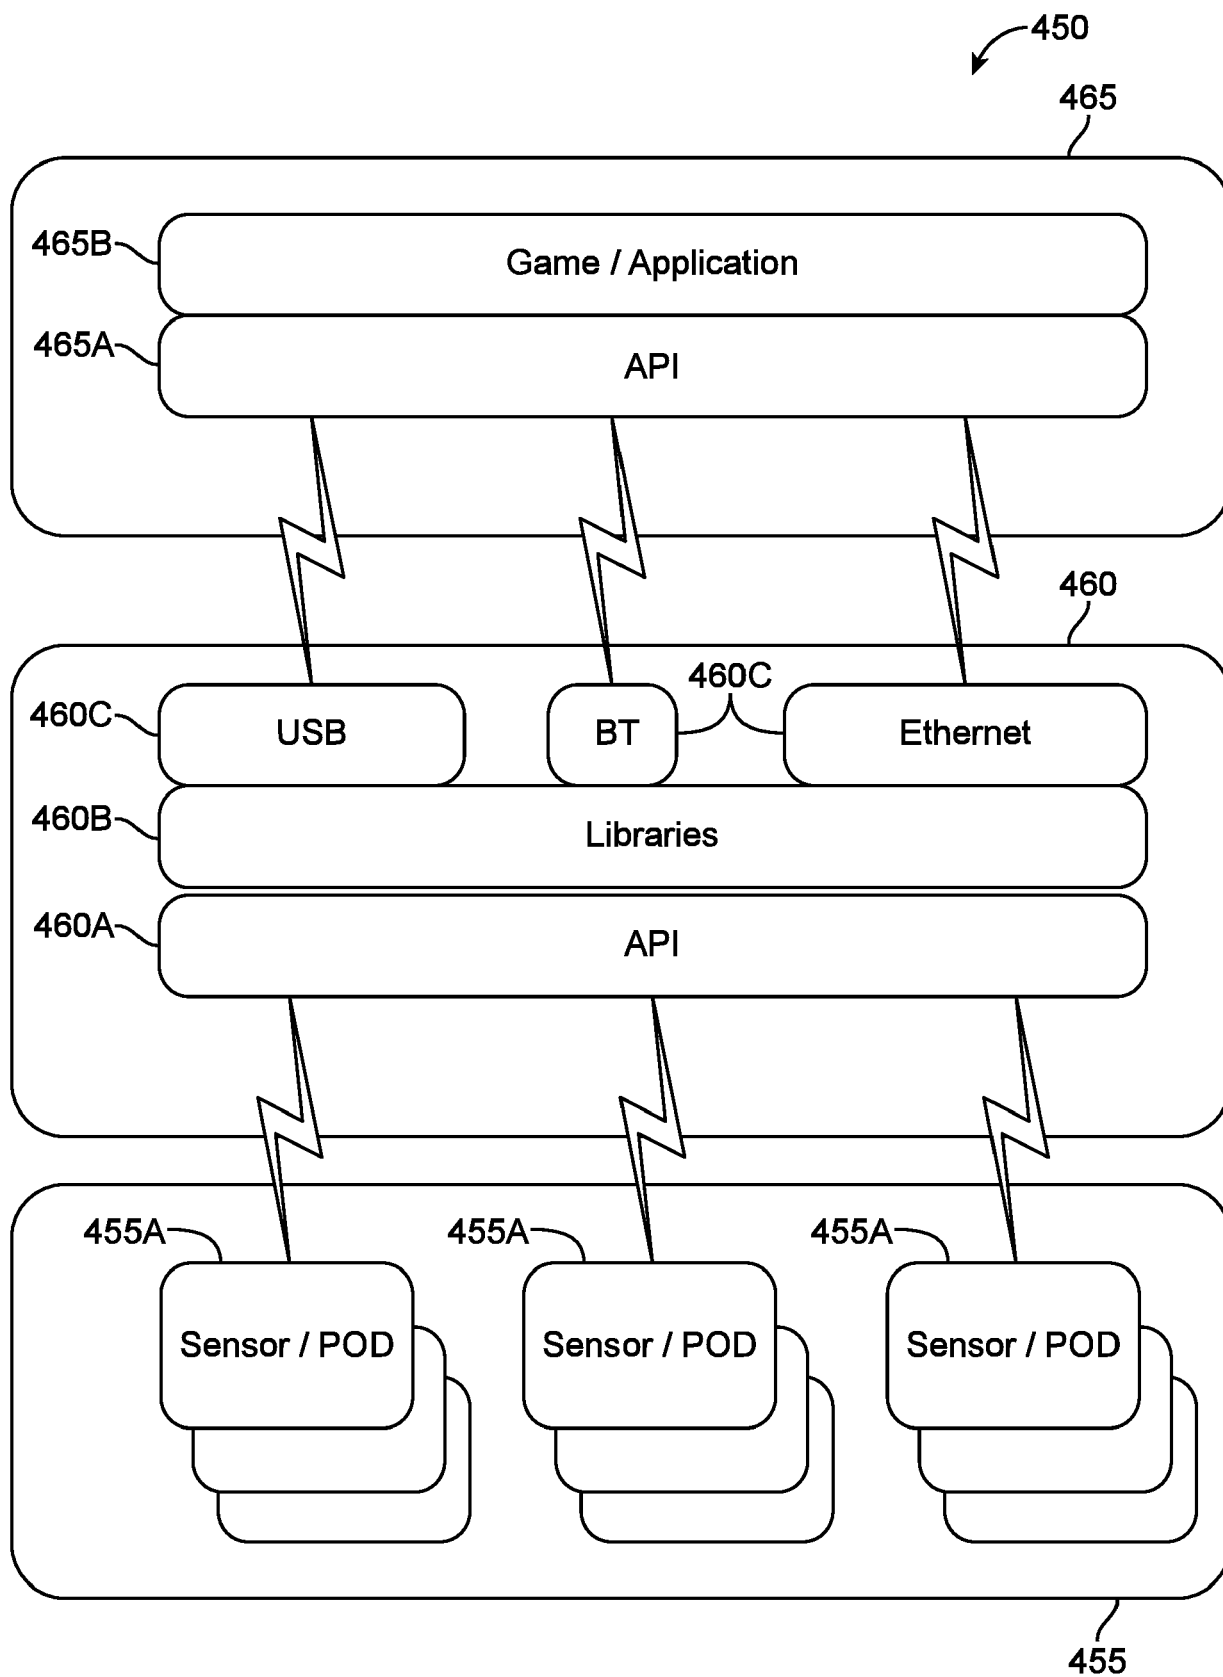 450
465
465B
Game / Application
465A
API
460
460C
USB
BT
460C
Ethernet
460B
Libraries
460A
API
455A
455A
455A
Sensor / POD
Sensor / POD
Sensor / POD
455